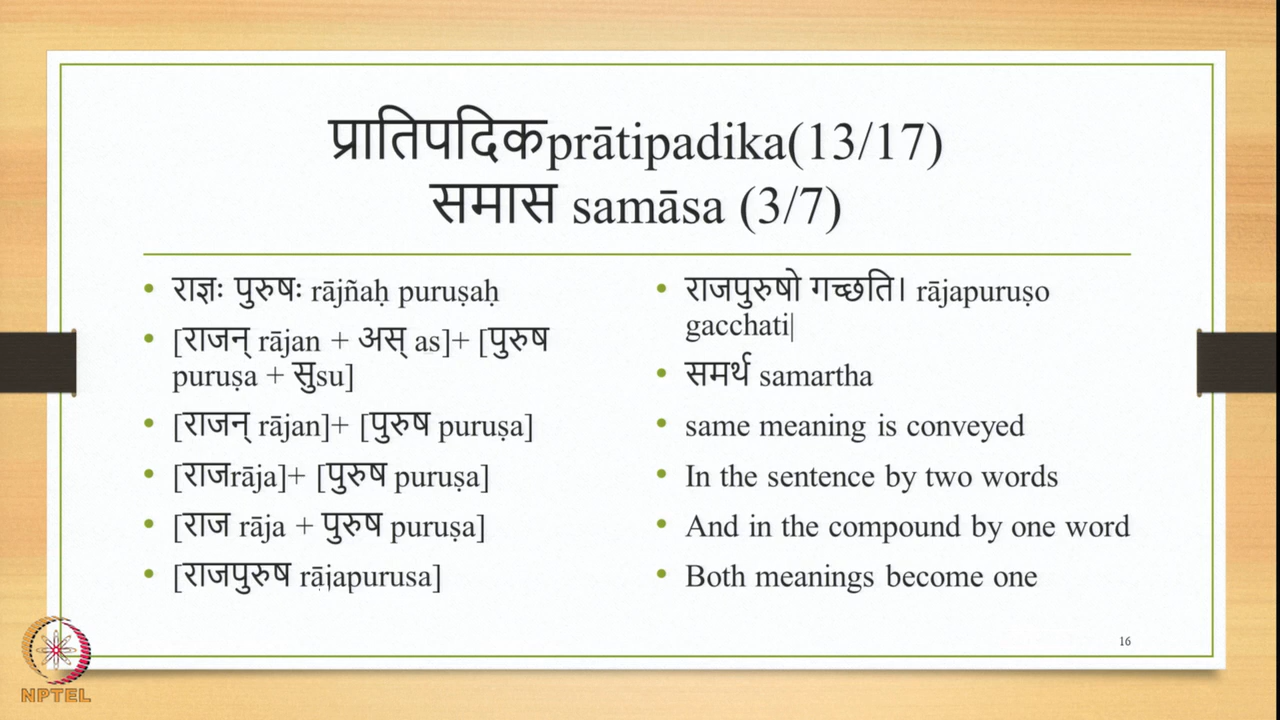 प्रातिपदिकprātipadika(13/17)
समास samāsa (3/7)
• राज्ञः पुरुषः rājñaḥ puruṣaḥ
• [राजन् rājan + अस् as]+ [पुरुष
puruṣa + सुsu]
• [राजन् rājan]+ [पुरुष puruṣa]
• [राजrāja]+ [पुरुष puruṣa]
• [राज rāja + पुरुष puruṣa]
• [राजपुरुष rājapurusa]
• राजपुरुषो गच्छति। rājapuruṣo
gacchati|
• समर्थ samartha
• same meaning is conveyed
• In the sentence by two words
• And in the compound by one word
• Both meanings become one
16
NPTEL